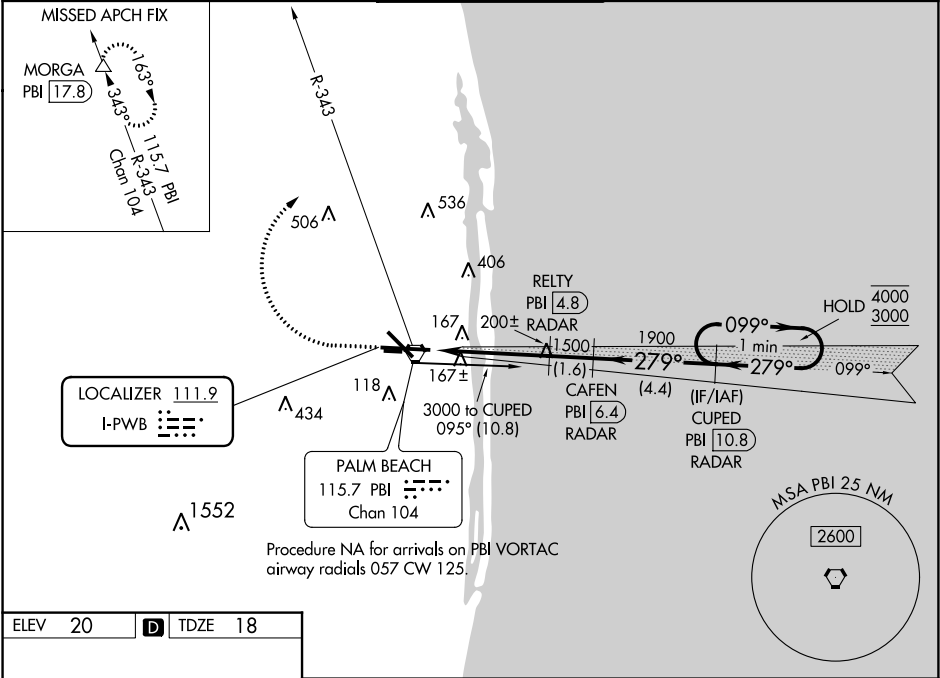 MISSED APCH FIX
MORGA
PBI 17.8
163°
343°
R-343
115.7 PBI
Chan 104
R-343
506
536
406
RELTY
PBI 4.8
RADAR
HOLD 4000
3000
167
200±
1500
1900
099°
1 min
279°
279°
099°
167±
(1.6)
(4.4)
(IF/IAF)
CUPED
PBI 10.8
RADAR
CAFEN
PBI 6.4
RADAR
LOCALIZER 111.9
I-PWB
118
434
3000 to CUPED
095° (10.8)
PALM BEACH
115.7 PBI
Chan 104
1552
MSA PBI 25 NM
2600
Procedure NA for arrivals on PBI VORTAC
airway radials 057 CW 125.
ELEV 20 D TDZE 18